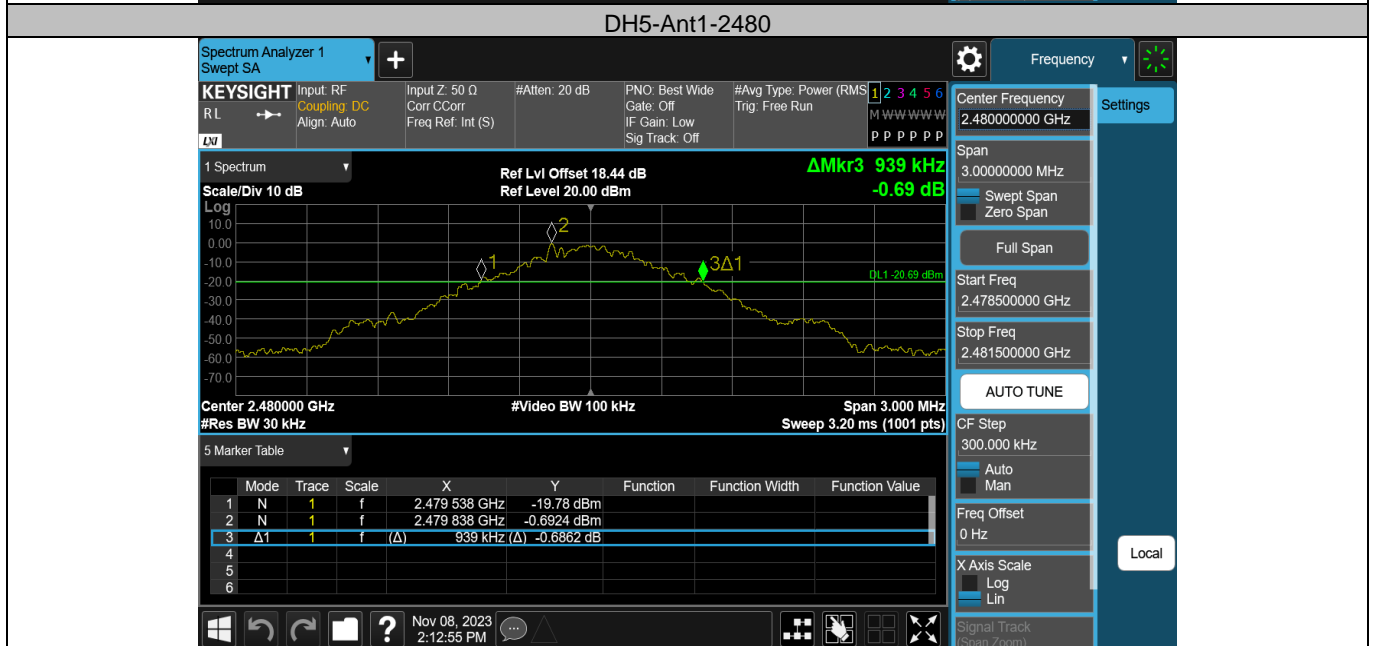 DH5-Ant1-2480
Spectrum Analyzer 1
Swept SA
+
Frequency
KEYSIGHT
RL
LXI
Input: RF
Coupling: DC
Align: Auto
Input Z: 50 Ω
Corr CCorr
Freq Ref: Int (S)
#Atten: 20 dB
PNO: Best Wide
Gate: Off
IF Gain: Low
Sig Track: Off
#Avg Type: Power (RMS
Trig: Free Run
1 2 3 4 5 6
M W W W W W
P P P P P P
1 Spectrum
Scale/Div 10 dB
Ref Lvl Offset 18.44 dB
Ref Level 20.00 dBm
ΔMkr3 939 kHz
-0.69 dB
Log
10.0
0.00
-10.0
-20.0
-30.0
-40.0
-50.0
-60.0
-70.0
1
2
3Δ1
DL1 -20.69 dBm
Center 2.480000 GHz
#Video BW 100 kHz
Span 3.000 MHz
#Res BW 30 kHz
Sweep 3.20 ms (1001 pts)
5 Marker Table
Mode Trace Scale X Y Function Function Width Function Value
1 N 1 f 2.479 538 GHz -19.78 dBm
2 N 1 f 2.479 838 GHz -0.6924 dBm
3 Δ1 1 f (Δ) 939 kHz (Δ) -0.6862 dB
4
5
6
?
Nov 08, 2023
2:12:55 PM
Center Frequency
2.480000000 GHz
Span
3.00000000 MHz
Swept Span
Zero Span
Full Span
Start Freq
2.478500000 GHz
Stop Freq
2.481500000 GHz
AUTO TUNE
CF Step
300.000 kHz
Auto
Man
Freq Offset
0 Hz
X Axis Scale
Log
Lin
Signal Track
(Span Zoom)
Settings
Local